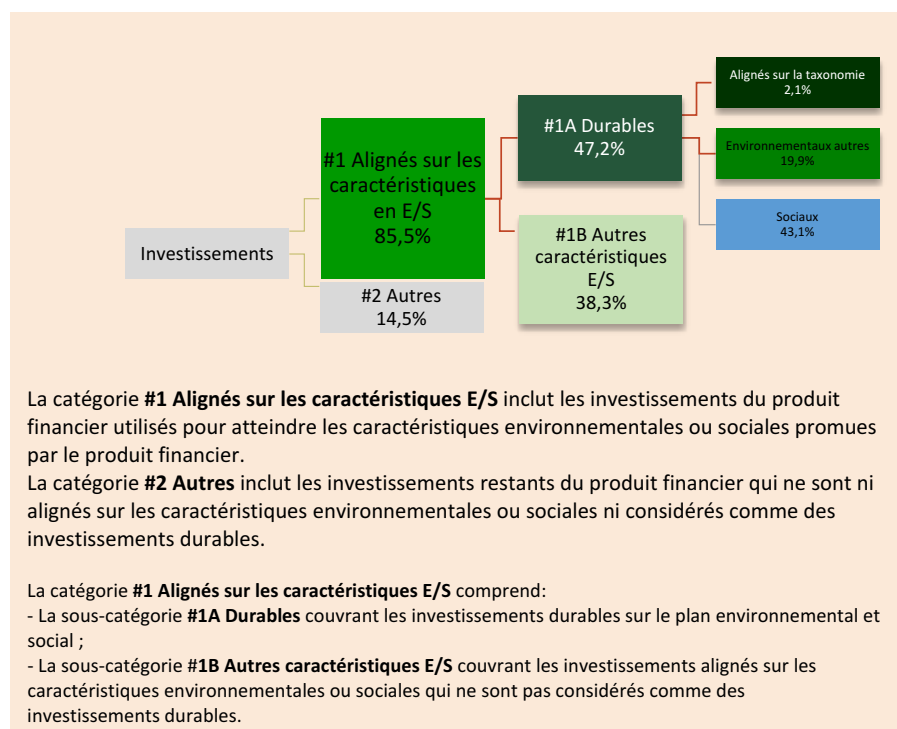 Alignés sur la taxonomie
2,1%
#1A Durables
47,2%
Environnementaux autres
19,9%
#1 Alignés sur les
caractéristiques
en E/S
85,5%
Sociaux
43,1%
#1B Autres
caractéristiques
E/S
38,3%
Investissements
#2 Autres
14,5%
La catégorie #1 Alignés sur les caractéristiques E/S inclut les investissements du produit
financier utilisés pour atteindre les caractéristiques environnementales ou sociales promues
par le produit financier.
La catégorie #2 Autres inclut les investissements restants du produit financier qui ne sont ni
alignés sur les caractéristiques environnementales ou sociales ni considérés comme des
investissements durables.
La catégorie #1 Alignés sur les caractéristiques E/S comprend:
- La sous-catégorie #1A Durables couvrant les investissements durables sur le plan environnemental et
social ;
- La sous-catégorie #1B Autres caractéristiques E/S couvrant les investissements alignés sur les
caractéristiques environnementales ou sociales qui ne sont pas considérés comme des
investissements durables.